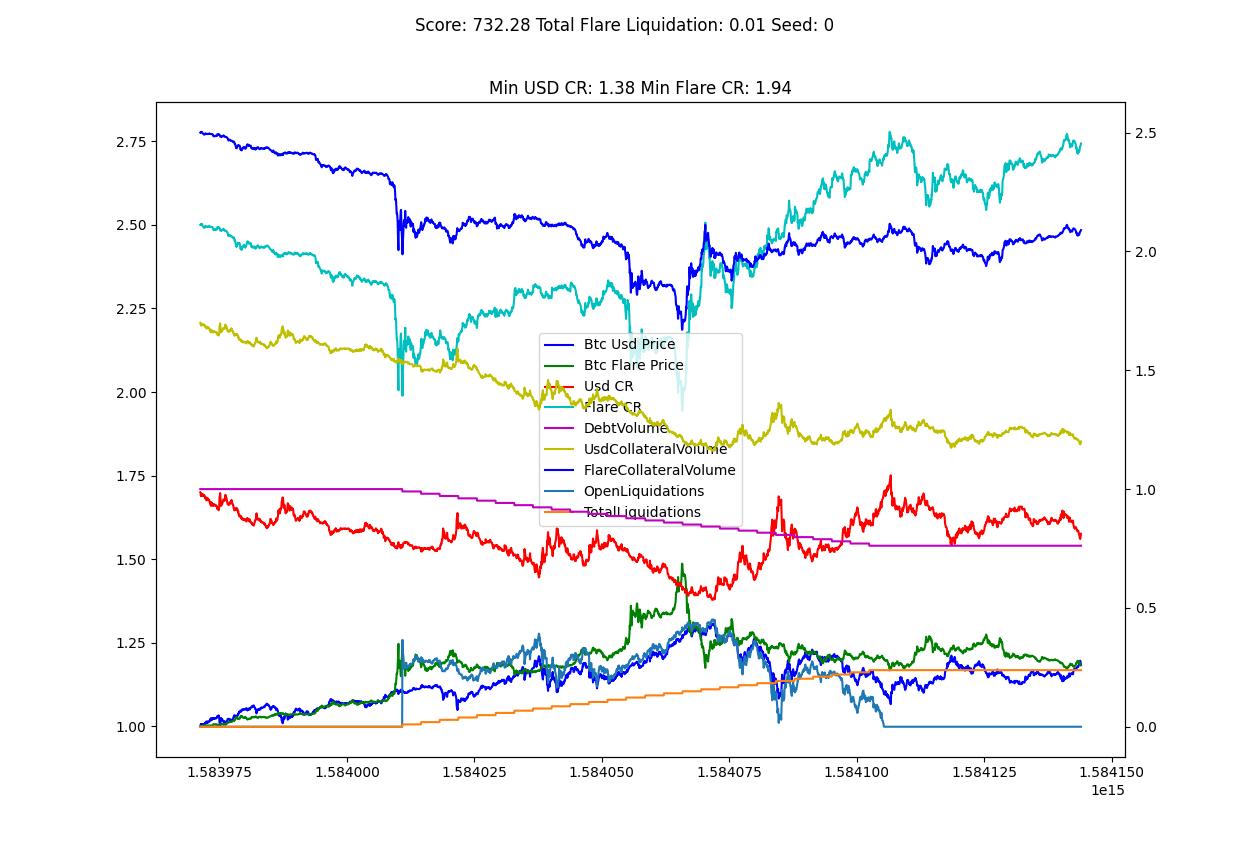 Score: 732.28 Total Flare Liquidation: 0.01 Seed: 0
Min USD CR: 1.38 Min Flare CR: 1.94
2.75
2.50
2.25
2.00
1.75
1.50
1.25
1.00
2.5
2.0
1.5
1.0
0.5
0.0
Btc Usd Price
Btc Flare Price
Usd CR
Flare CR
DebtVolume
UsdCollateralVolume
FlareCollateralVolume
OpenLiquidations
TotalLiquidations
1.583975 1.584000 1.584025 1.584050 1.584075 1.584100 1.584125 1.584150
1e15